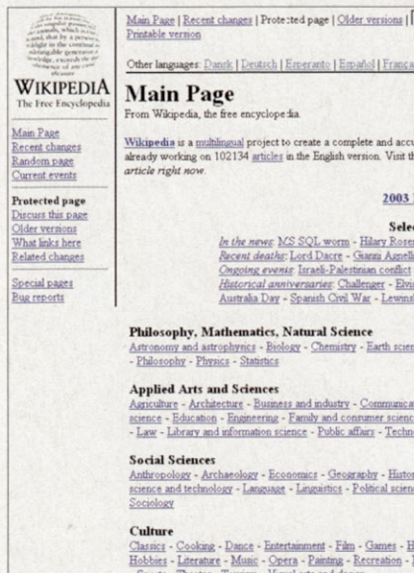 Main Page | Recent changes | Protected page | Older versions |
Printable version
Other languages: Dansk | Deutsch | Esperanto | Español | França
WIKIPEDIA
The Free Encyclopedia
Main Page
Recent changes
Random page
Current events
Protected page
Discuss this page
Older versions
What links here
Related changes
Special pages
Bug reports
Main Page
From Wikipedia, the free encyclopedia.
Wikipedia is a multilingual project to create a complete and accu
already working on 102134 articles in the English version. Visit th
article right now.
2003
Selec
In the news: MS SQL worm - Hilary Rosen
Recent deaths: Lord Dacre - Gianni Agnelli
Ongoing events: Israeli-Palestinian conflict
Historical anniversaries: Challenger - Elvi
Australia Day - Spanish Civil War - Lewins
Philosophy, Mathematics, Natural Science
Astronomy and astrophysics - Biology - Chemistry - Earth scien
- Philosophy - Physics - Statistics
Applied Arts and Sciences
Agriculture - Architecture - Business and industry - Communica
science - Education - Engineering - Family and consumer science
- Law - Library and information science - Public affairs - Techn
Social Sciences
Anthropology - Archaeology - Economics - Geography - Histor
science and technology - Language - Linguistics - Political scien
Sociology
Culture
Classics - Cooking - Dance - Entertainment - Film - Games - H
Hobbies - Literature - Music - Opera - Painting - Recreation -